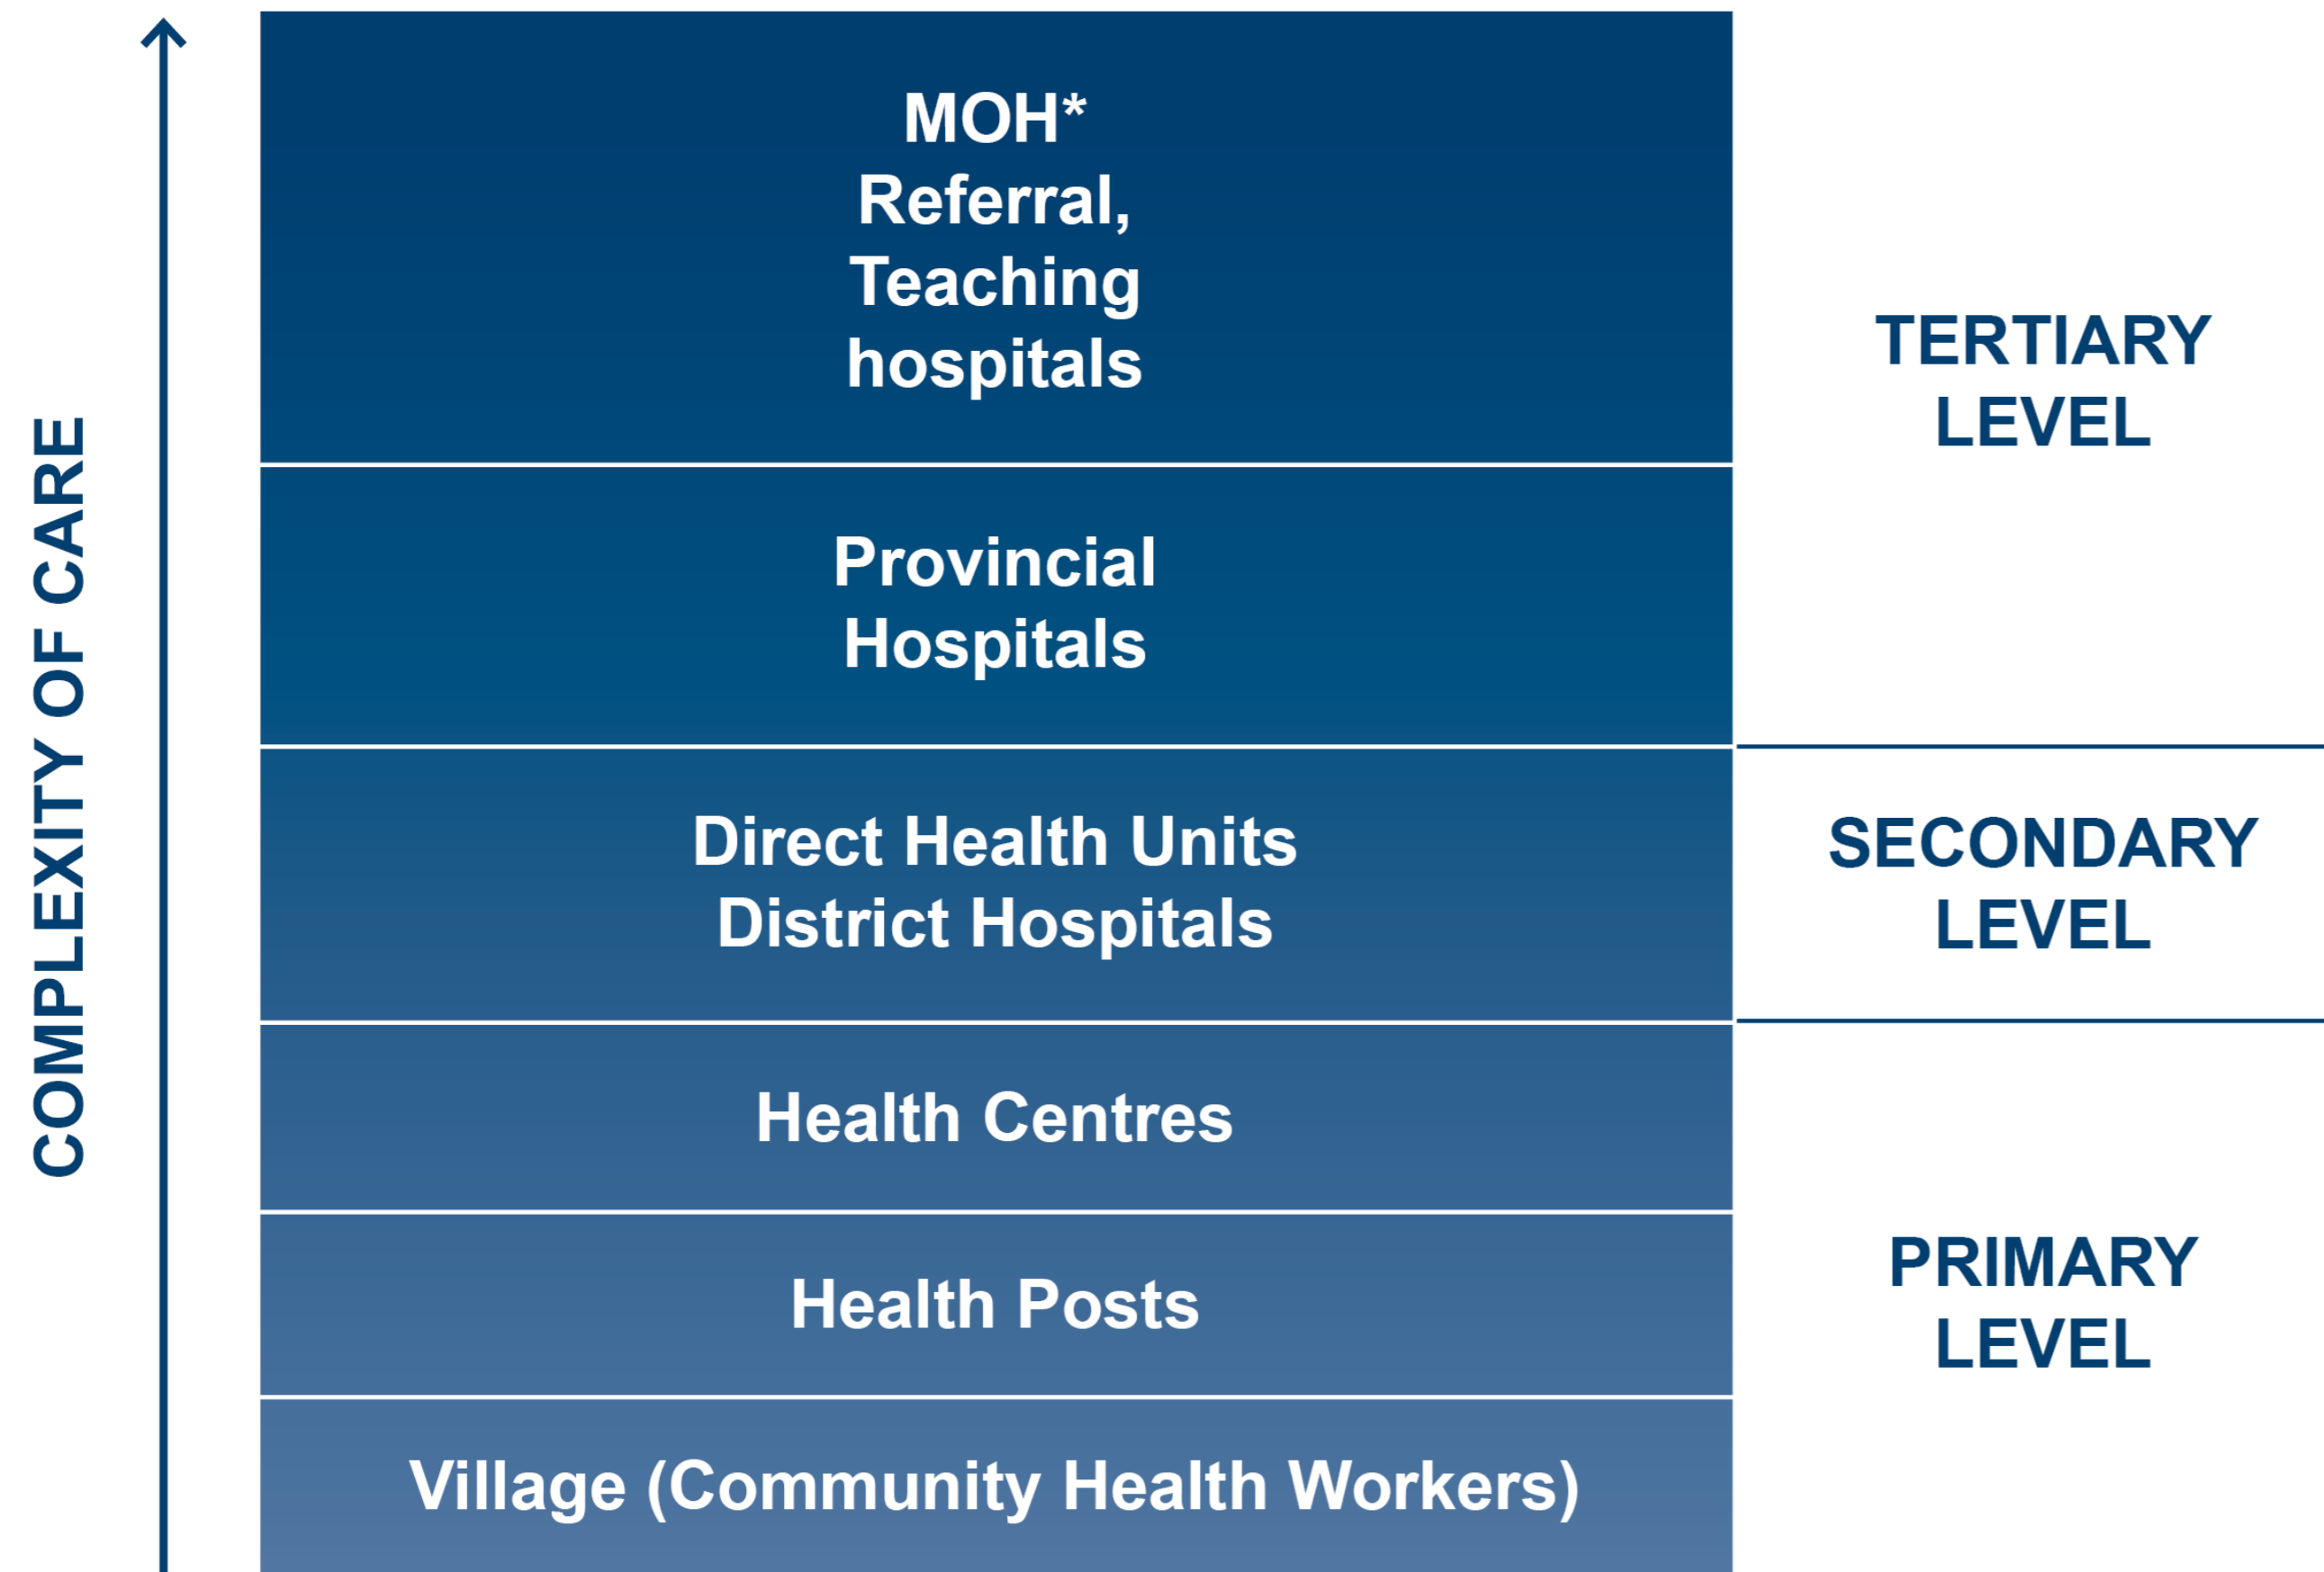 COMPLEXITY OF CARE
MOH*
Referral,
Teaching
hospitals
Provincial
Hospitals
TERTIARY
LEVEL
Direct Health Units
District Hospitals
SECONDARY
LEVEL
Health Centres
Health Posts
Village (Community Health Workers)
PRIMARY
LEVEL